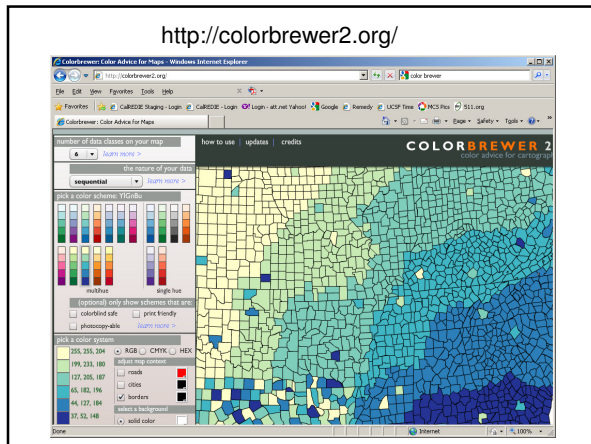 http://colorbrewer2.org/
Colorbrewer: Color Advice for Maps - Windows Internet Explorer
http://colorbrewer2.org/
color brewer
File Edit View Favorites Tools Help
Favorites CalREDIE Staging - Login CalREDIE - Login Login - att.net Yahoo! Google Remedy UCSF Time MCS Pics 511.org
Colorbrewer: Color Advice for Maps
Page Safety Tools
number of data classes on your map
6 learn more >
how to use updates credits
COLORBREWER 2
color advice for cartograph
the nature of your data
sequential learn more >
pick a color scheme: YlGnBu
multihue single hue
(optional) only show schemes that are:
colorblind safe print friendly
photocopy-able learn more >
pick a color system
255, 255, 204 RGB CMYK HEX
199, 233, 180 adjust map context
127, 205, 187 roads
65, 182, 196 cities
44, 127, 184 borders
37, 52, 148 select a background
solid color
Done Internet 100%